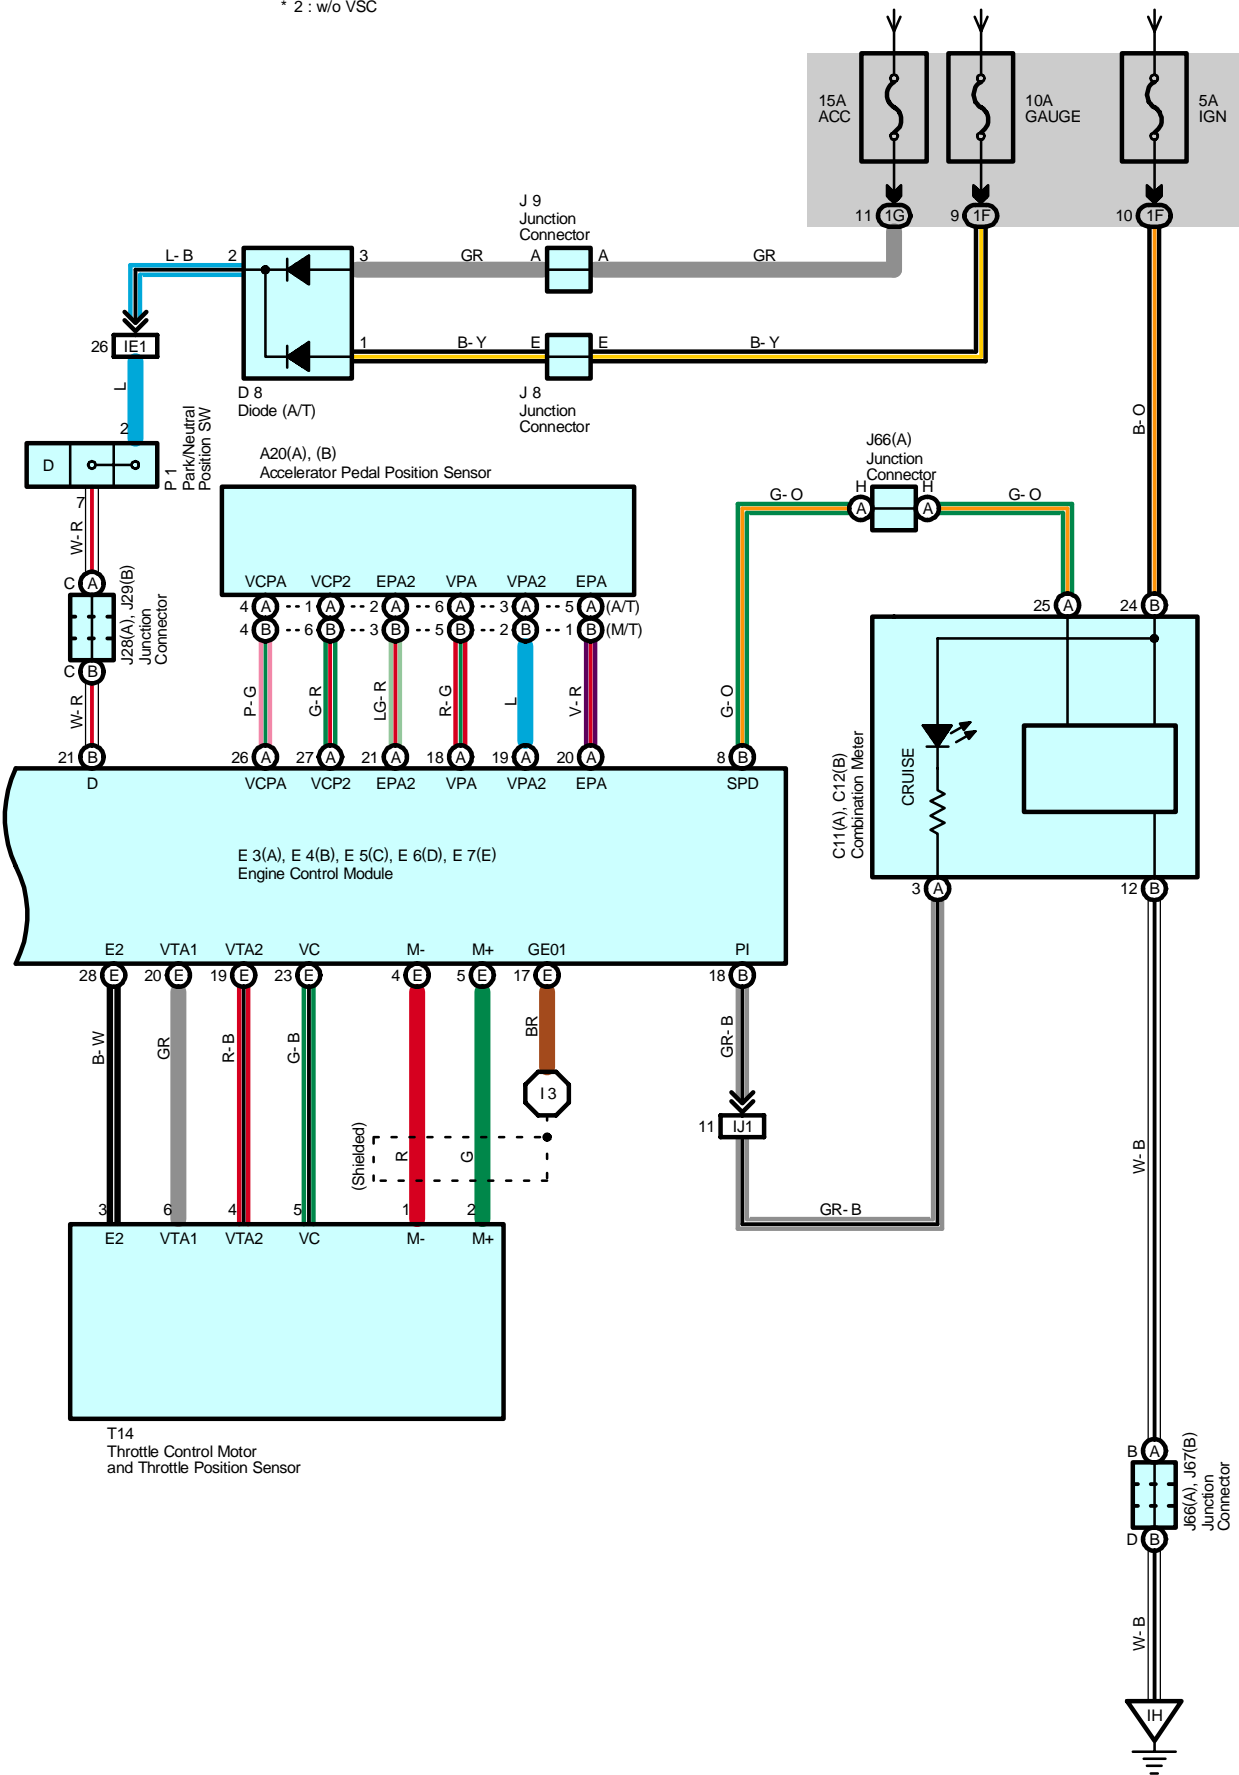 * 2 : w/o VSC
15A
ACC
10A
GAUGE
5A
IGN
11 1G
9 1F
10 1F
J 9
Junction
Connector
L- B 2
3 GR A A GR
1 B- Y E E B- Y
26 IE1
D 8
Diode (A/T)
J 8
Junction
Connector
L
2
P 1
Park/Neutral
Position SW
D
7
W- R
B- O
J66(A)
Junction
Connector
G- O H A H A G- O
A20(A), (B)
Accelerator Pedal Position Sensor
VCPA VCP2 EPA2 VPA VPA2 EPA
4 A 1 A 2 A 6 A 3 A 5 A (A/T)
4 B 6 B 3 B 5 B 2 B 1 B (M/T)
C A
J28(A), J29(B)
Junction
Connector
C B
W- R
P- G
G- R
LG- R
R- G
L
V- R
G- O
25 A
24 B
21 B 26 A 27 A 21 A 18 A 19 A 20 A 8 B
D VCPA VCP2 EPA2 VPA VPA2 EPA SPD
CRUISE
C11(A), C12(B)
Combination Meter
E 3(A), E 4(B), E 5(C), E 6(D), E 7(E)
Engine Control Module
3 A
12 B
E2 VTA1 VTA2 VC M- M+ GE01 PI
28 E 20 E 19 E 23 E 4 E 5 E 17 E 18 B
B- W
GR
R- B
G- B
BR
GR- B
I 3
11 IJ1
(Shielded)
R
G
W- B
GR- B
3 6 4 5 1 2
E2 VTA1 VTA2 VC M- M+
T14
Throttle Control Motor
and Throttle Position Sensor
B A
J66(A), J67(B)
Junction
Connector
D B
W- B
IH